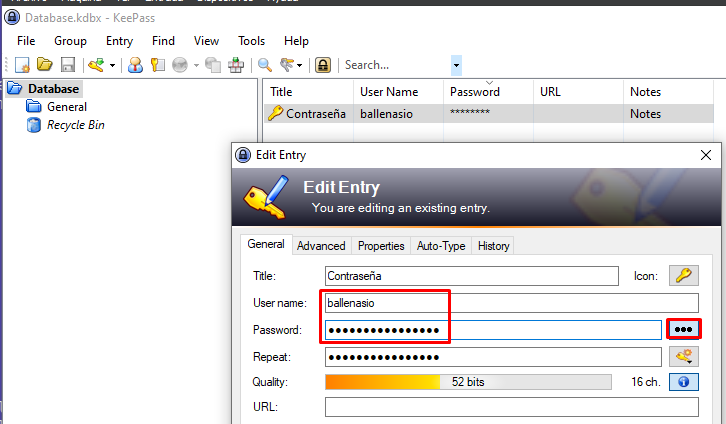 Database.kdbx - KeePass
File Group Entry Find View Tools Help
Search...
Database
General
Recycle Bin
Title User Name Password URL Notes
Contraseña ballenasio ******** Notes
Edit Entry
Edit Entry
You are editing an existing entry.
General Advanced Properties Auto-Type History
Title: Contraseña Icon:
User name: ballenasio
Password: ●●●●●●●●●●●●●●●● ●●●
Repeat: ●●●●●●●●●●●●●●●●
Quality: 52 bits 16 ch.
URL: